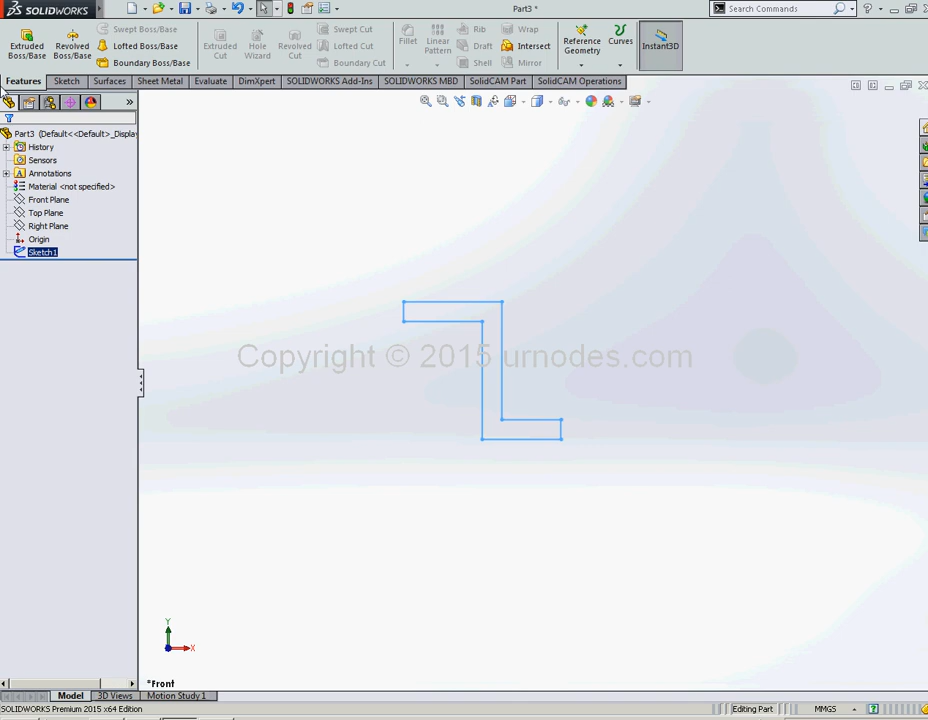 SOLIDWORKS
Part3 *
Search Commands
Extruded Boss/Base
Revolved Boss/Base
Swept Boss/Base
Lofted Boss/Base
Boundary Boss/Base
Extruded Cut
Hole Wizard
Revolved Cut
Swept Cut
Lofted Cut
Boundary Cut
Fillet
Linear Pattern
Rib
Draft
Shell
Wrap
Intersect
Mirror
Reference Geometry
Curves
Instant3D
Features
Sketch
Surfaces
Sheet Metal
Evaluate
DimXpert
SOLIDWORKS Add-Ins
SOLIDWORKS MBD
SolidCAM Part
SolidCAM Operations
Part3 (Default<<Default>_Displa
History
Sensors
Annotations
Material <not specified>
Front Plane
Top Plane
Right Plane
Origin
Sketch1
Copyright © 2015 urnodes.com
Y
X
*Front
Model
3D Views
Motion Study 1
SOLIDWORKS Premium 2015 x64 Edition
Editing Part
MMGS